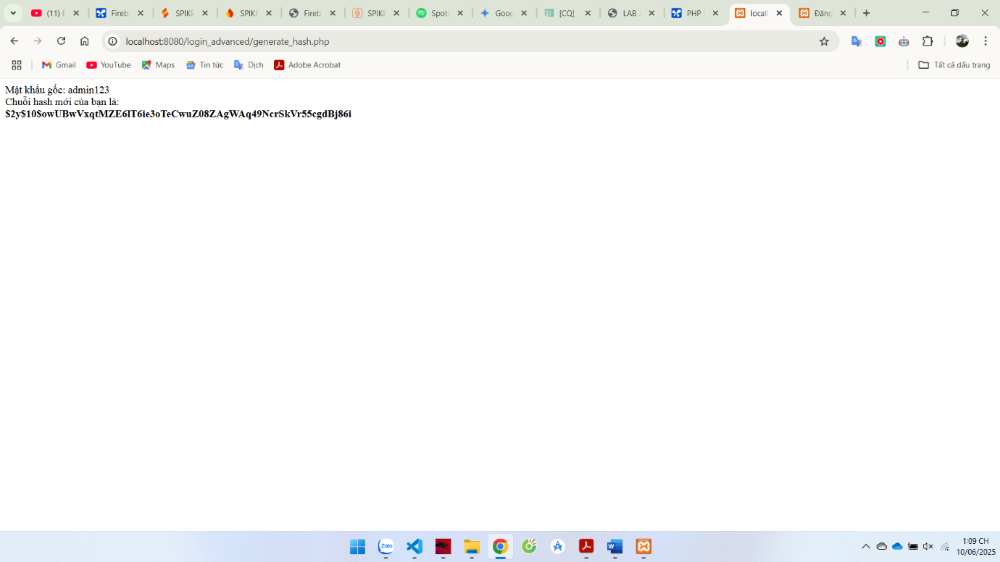 (11) E
Fireb
SPIKE
SPIKE
Fireb
SPIKE
Spoti
Goog
[CQ]_
LAB
PHP
locall
Đăng
localhost:8080/login_advanced/generate_hash.php
Gmail
YouTube
Maps
Tin tức
Dịch
Adobe Acrobat
Tất cả dấu trang
Mật khẩu gốc: admin123
Chuỗi hash mới của bạn là:
$2y$10$owUBwVxqtMZE6lT6ie3oTeCwuZ08ZAgWAq49NcrSkVr55cgdBj86i
Zalo
1:09 CH
10/06/2025